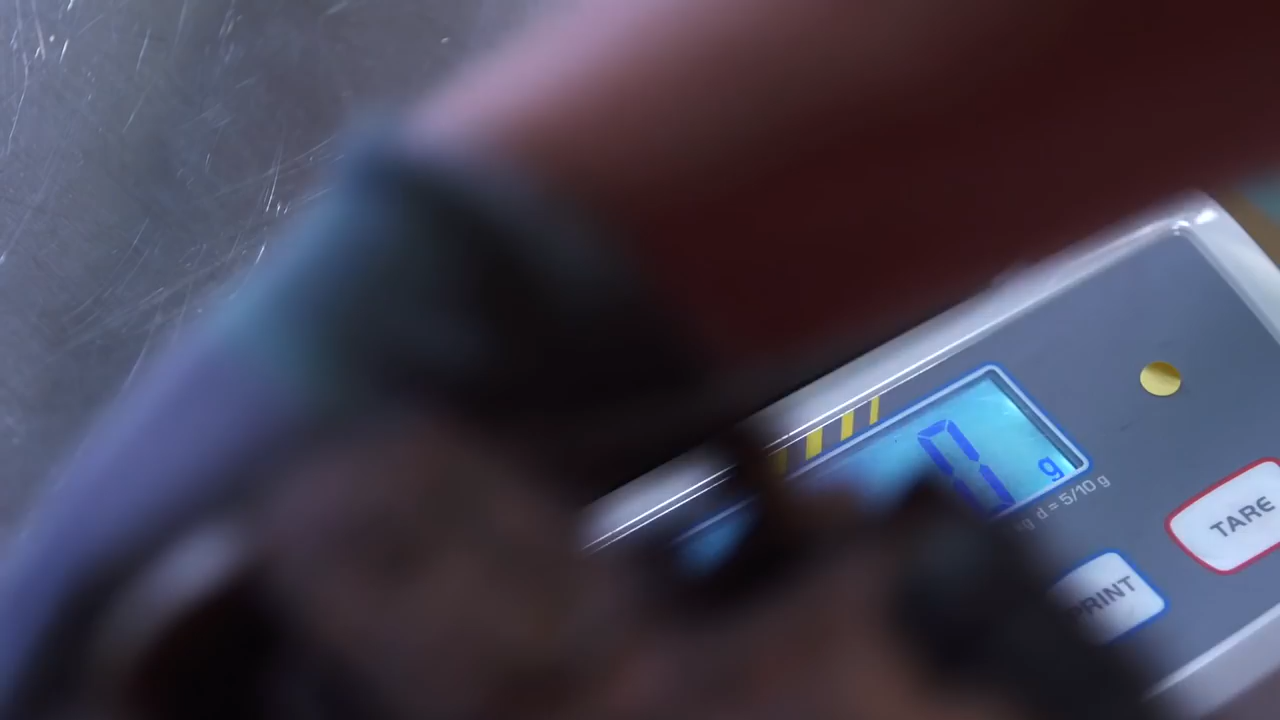 0 g
g d = 5/10 g
TARE
PRINT